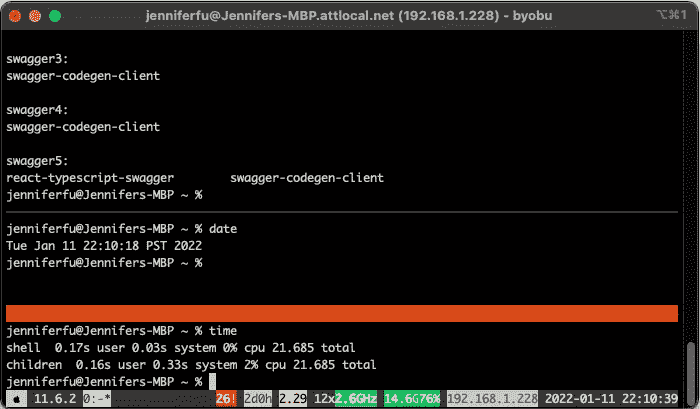 jenniferfu@Jennifers-MBP.attlocal.net (192.168.1.228) - byobu ⌥⌘1
swagger3:
swagger-codegen-client
swagger4:
swagger-codegen-client
swagger5:
react-typescript-swagger swagger-codegen-client
jenniferfu@Jennifers-MBP ~ %
jenniferfu@Jennifers-MBP ~ % date
Tue Jan 11 22:10:18 PST 2022
jenniferfu@Jennifers-MBP ~ %
jenniferfu@Jennifers-MBP ~ % time
shell 0.17s user 0.03s system 0% cpu 21.685 total
children 0.16s user 0.33s system 2% cpu 21.685 total
jenniferfu@Jennifers-MBP ~ %
11.6.2 0:-* 26! 2d0h 2.29 12x2.6GHz 14.6G76% 192.168.1.228 2022-01-11 22:10:39